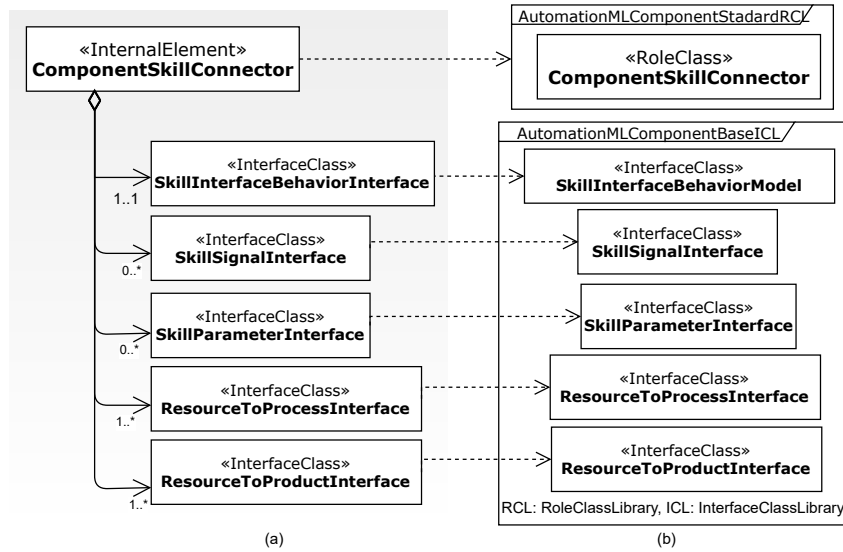 AutomationMLComponentStadardRCL
«InternalElement»
ComponentSkillConnector
«RoleClass»
ComponentSkillConnector
AutomationMLComponentBaseICL
«InterfaceClass»
SkillInterfaceBehaviorInterface
1..1
«InterfaceClass»
SkillInterfaceBehaviorModel
«InterfaceClass»
SkillSignalInterface
0..*
«InterfaceClass»
SkillSignalInterface
«InterfaceClass»
SkillParameterInterface
0..*
«InterfaceClass»
SkillParameterInterface
«InterfaceClass»
ResourceToProcessInterface
1..*
«InterfaceClass»
ResourceToProcessInterface
«InterfaceClass»
ResourceToProductInterface
1..*
«InterfaceClass»
ResourceToProductInterface
RCL: RoleClassLibrary, ICL: InterfaceClassLibrary
(a)
(b)